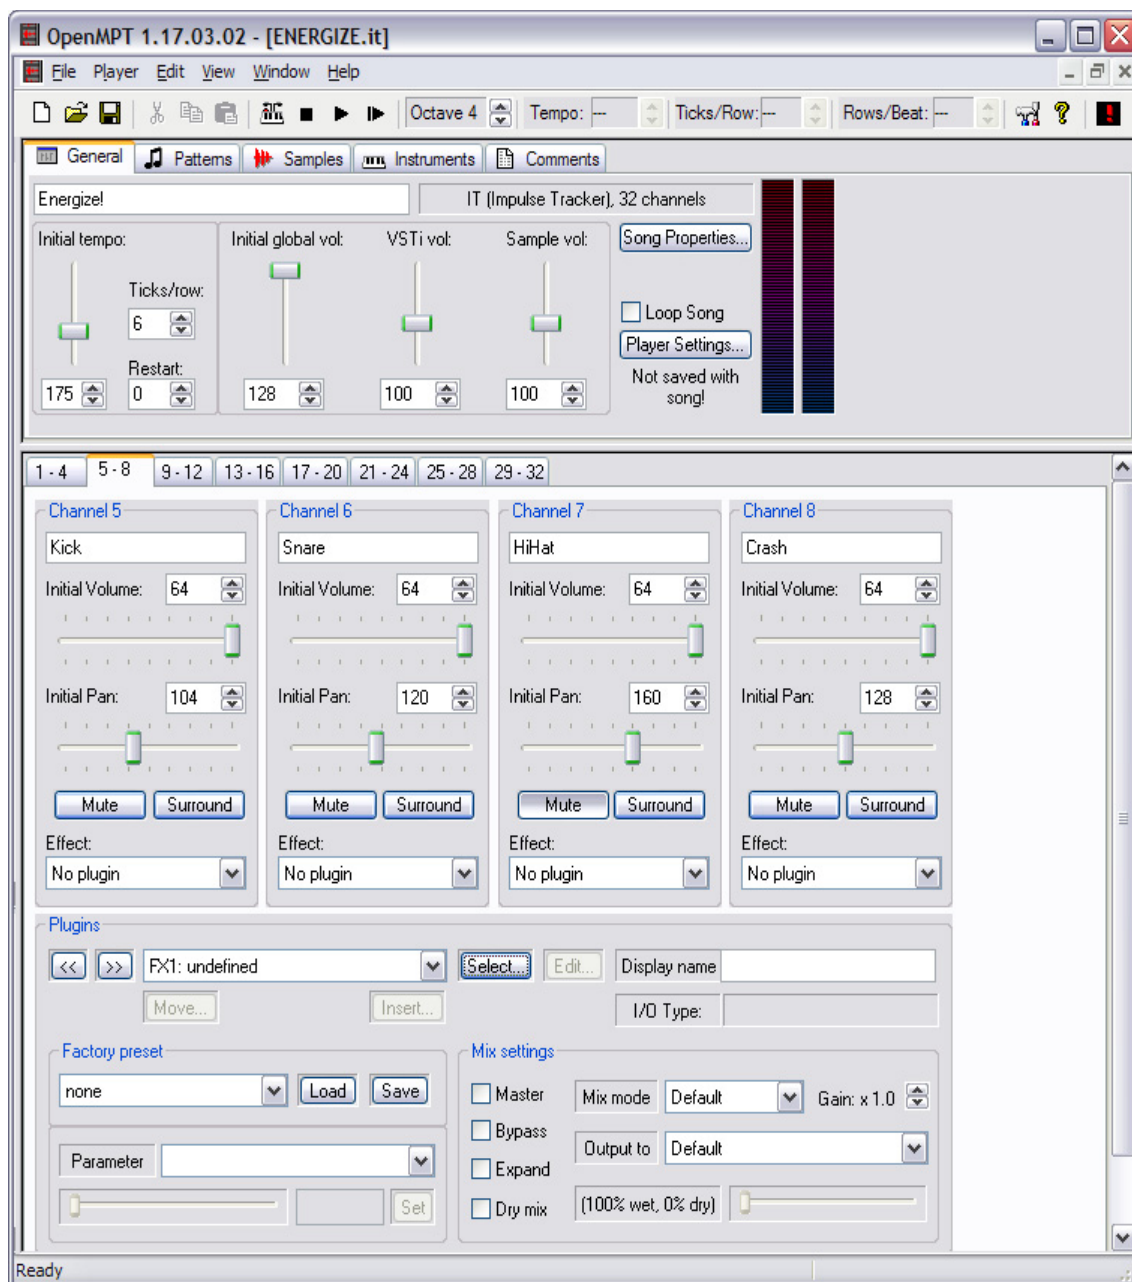 OpenMPT 1.17.03.02 - [ENERGIZE.it]
File Player Edit View Window Help
Octave 4 Tempo: --- Ticks/Row: --- Rows/Beat: ---
General Patterns Samples Instruments Comments
Energize! IT (Impulse Tracker), 32 channels
Initial tempo: Initial global vol: VSTi vol: Sample vol: Song Properties...
Ticks/row:
6 Loop Song
Player Settings...
Restart: Not saved with
175 0 128 100 100 song!
1 - 4 5 - 8 9 - 12 13 - 16 17 - 20 21 - 24 25 - 28 29 - 32
Channel 5 Channel 6 Channel 7 Channel 8
Kick Snare HiHat Crash
Initial Volume: 64 Initial Volume: 64 Initial Volume: 64 Initial Volume: 64
Initial Pan: 104 Initial Pan: 120 Initial Pan: 160 Initial Pan: 128
Mute Surround Mute Surround Mute Surround Mute Surround
Effect: Effect: Effect: Effect:
No plugin No plugin No plugin No plugin
Plugins
<< >> FX1: undefined Select... Edit... Display name
Move... Insert... I/O Type:
Factory preset Mix settings
none Load Save Master Mix mode Default Gain: x 1.0
Bypass
Output to Default
Parameter Expand
Set Dry mix (100% wet, 0% dry)
Ready